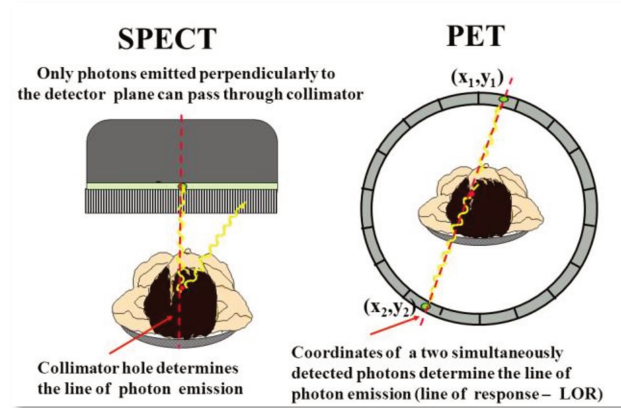 SPECT
Only photons emitted perpendicularly to
the detector plane can pass through collimator
Collimator hole determines
the line of photon emission
PET
(x₁,y₁)
(x₂,y₂)
Coordinates of a two simultaneously
detected photons determine the line of
photon emission (line of response – LOR)